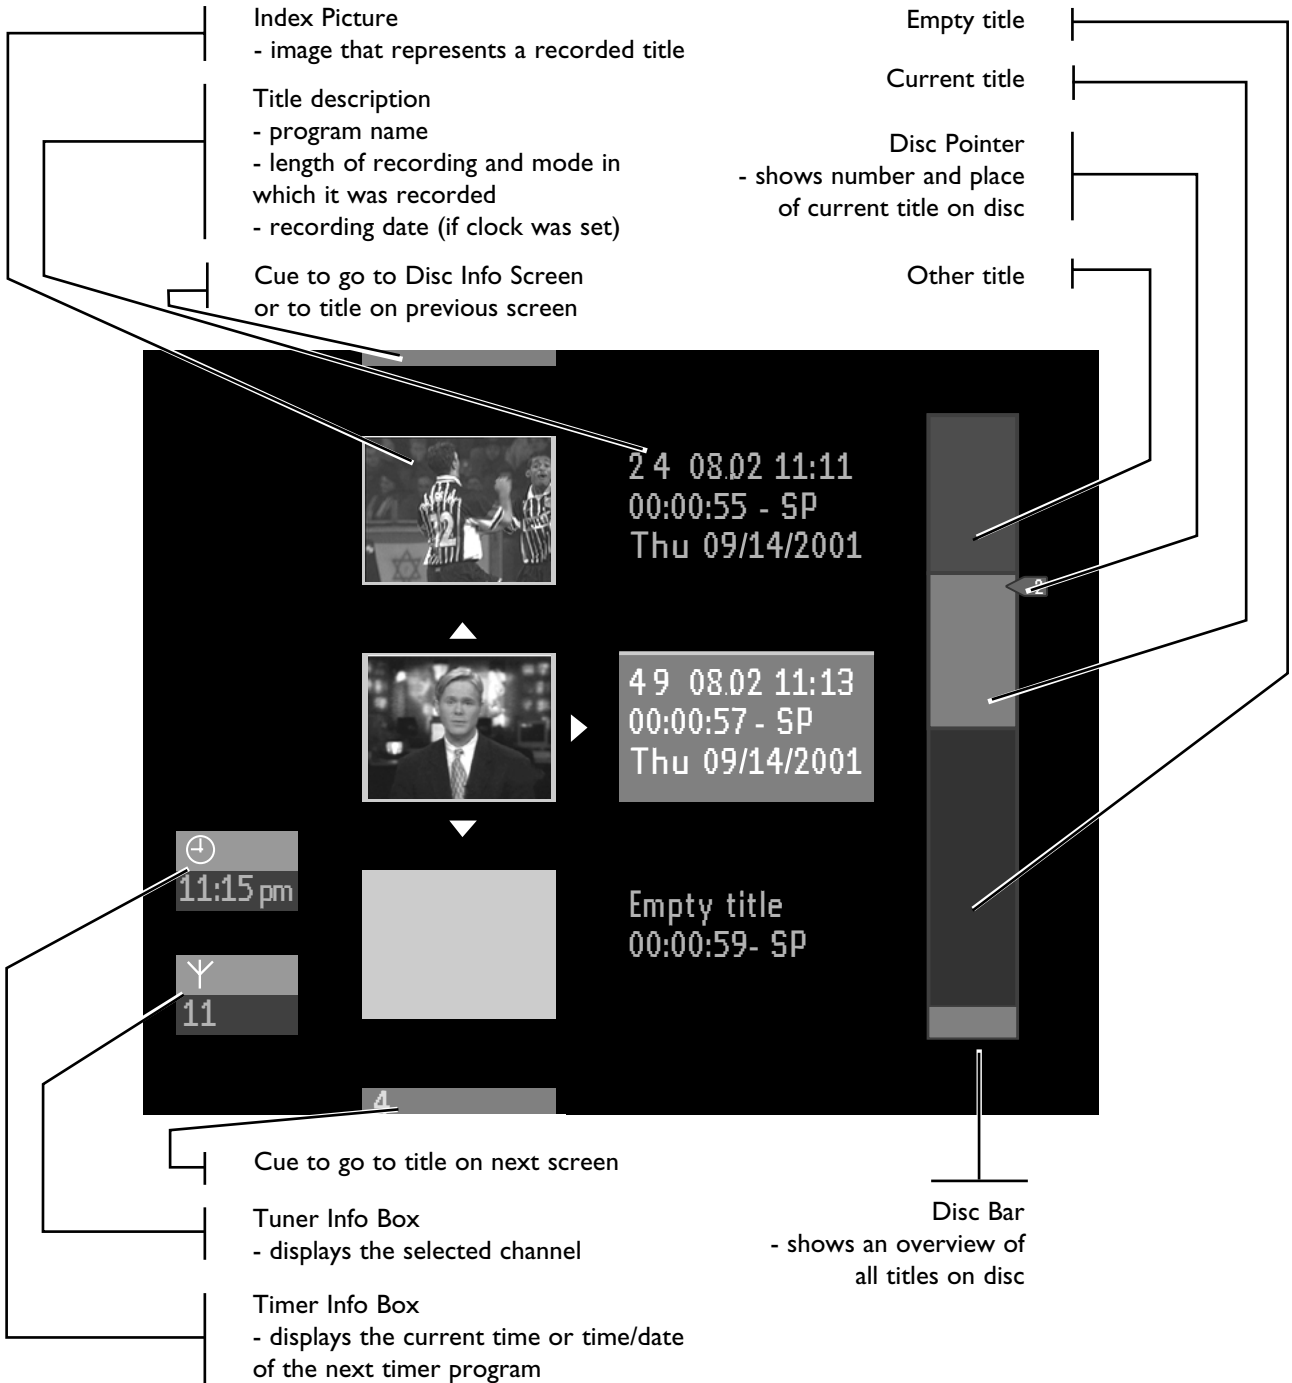 Index Picture
- image that represents a recorded title
Title description
- program name
- length of recording and mode in
which it was recorded
- recording date (if clock was set)
Cue to go to Disc Info Screen
or to title on previous screen
Empty title
Current title
Disc Pointer
- shows number and place
of current title on disc
Other title
24 08.02 11:11
00:00:55 - SP
Thu 09/14/2001
2
49 08.02 11:13
00:00:57 - SP
Thu 09/14/2001
11:15 pm
Empty title
00:00:59- SP
11
4
Cue to go to title on next screen
Tuner Info Box
- displays the selected channel
Timer Info Box
- displays the current time or time/date
of the next timer program
Disc Bar
- shows an overview of
all titles on disc